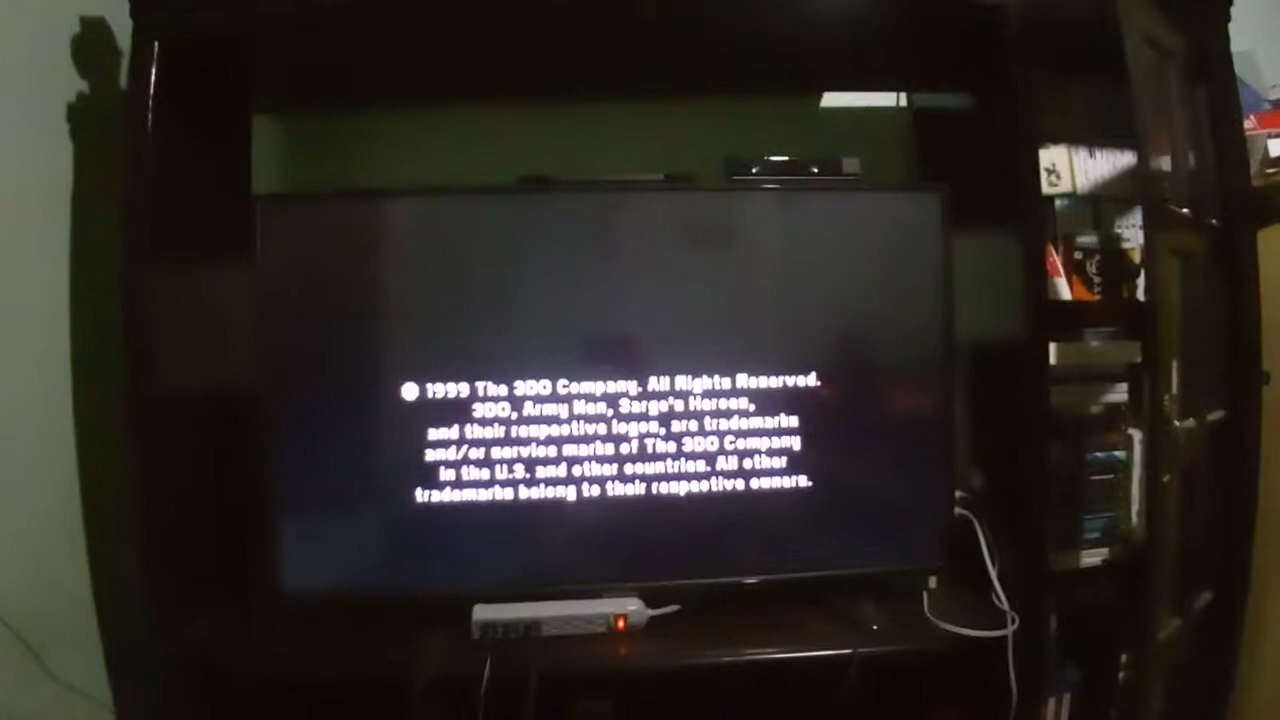 © 1999 The 3DO Company. All Rights Reserved.
3DO, Army Men, Sarge's Heroes,
and their respective logos, are trademarks
and/or service marks of The 3DO Company
in the U.S. and other countries. All other
trademarks belong to their respective owners.